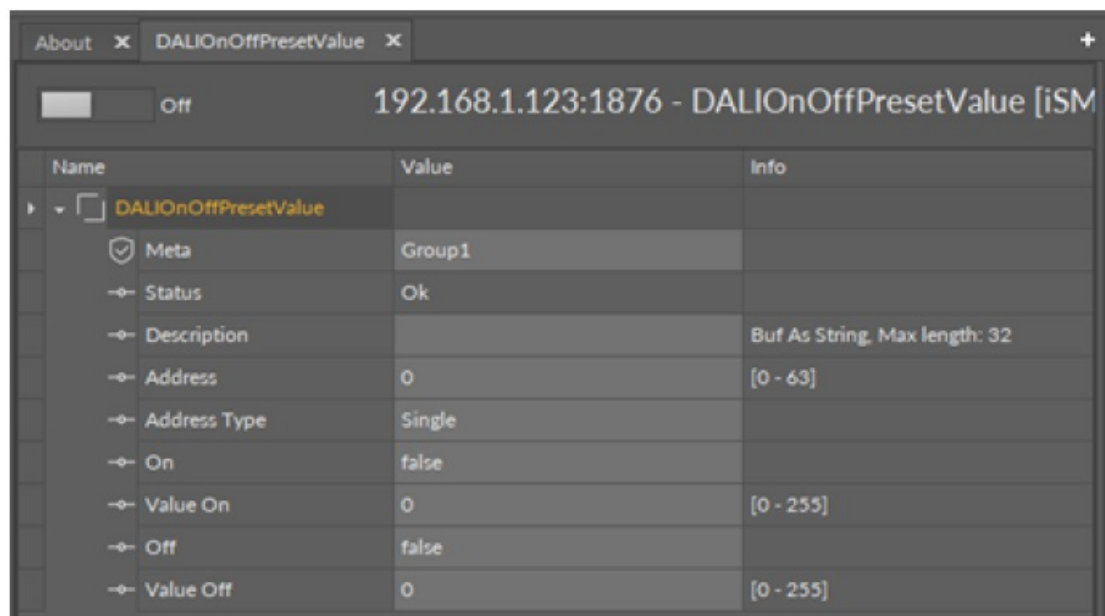 About × DALIOnOffPresetValue × +
Off 192.168.1.123:1876 - DALIOnOffPresetValue [iSM
Name Value Info
DALIOnOffPresetValue
Meta Group1
Status Ok
Description Buf As String, Max length: 32
Address 0 [0 - 63]
Address Type Single
On false
Value On 0 [0 - 255]
Off false
Value Off 0 [0 - 255]